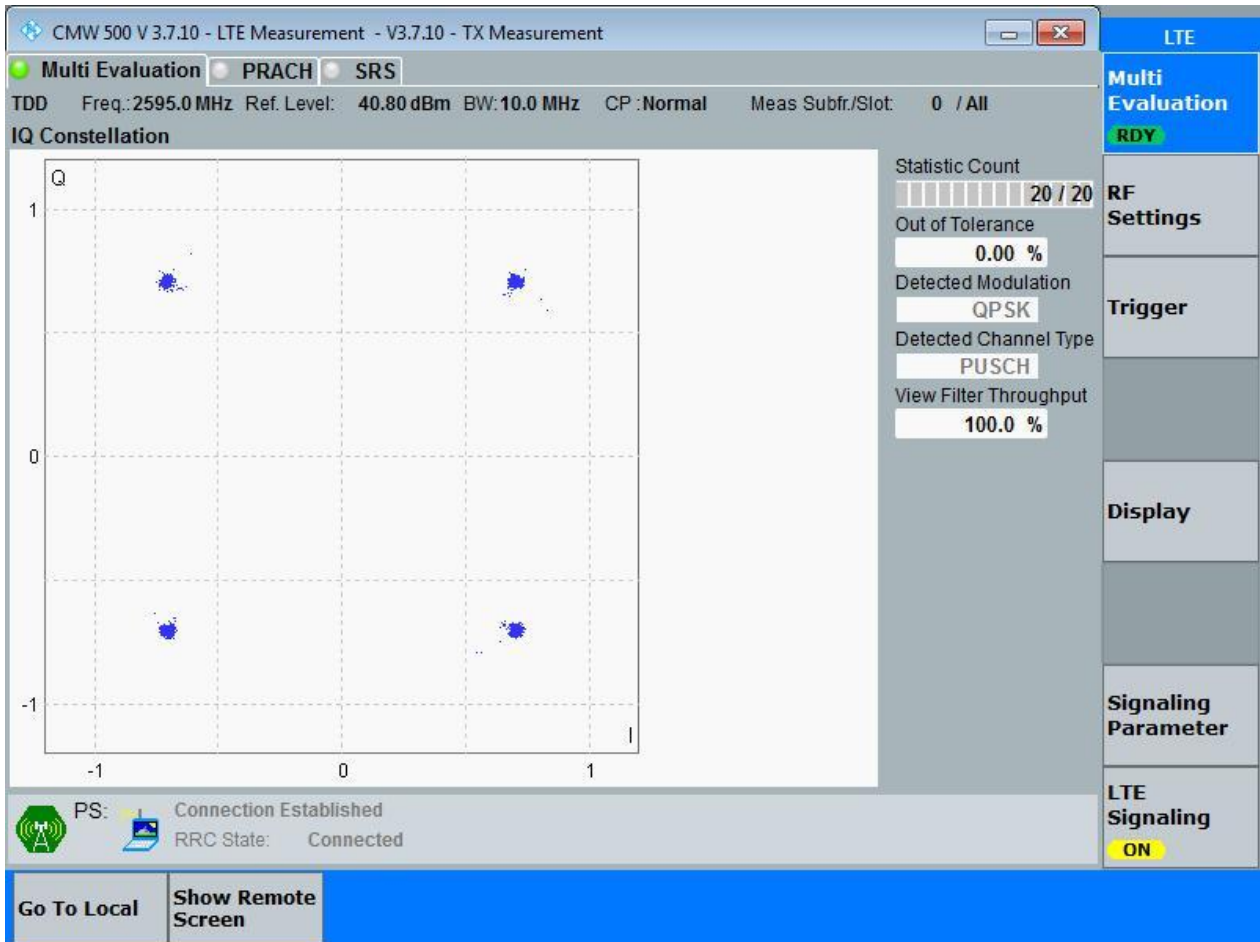 CMW 500 V 3.7.10 - LTE Measurement - V3.7.10 - TX Measurement
LTE
Multi Evaluation PRACH SRS
TDD Freq.: 2595.0 MHz Ref. Level: 40.80 dBm BW: 10.0 MHz CP : Normal Meas Subfr./Slot: 0 / All
IQ Constellation
Q
1
0
-1
I
-1 0 1
Statistic Count
20 / 20
Out of Tolerance
0.00 %
Detected Modulation
QPSK
Detected Channel Type
PUSCH
View Filter Throughput
100.0 %
Multi
Evaluation
RDY
RF
Settings
Trigger
Display
Signaling
Parameter
LTE
Signaling
ON
PS: Connection Established
RRC State: Connected
Go To Local
Show Remote
Screen